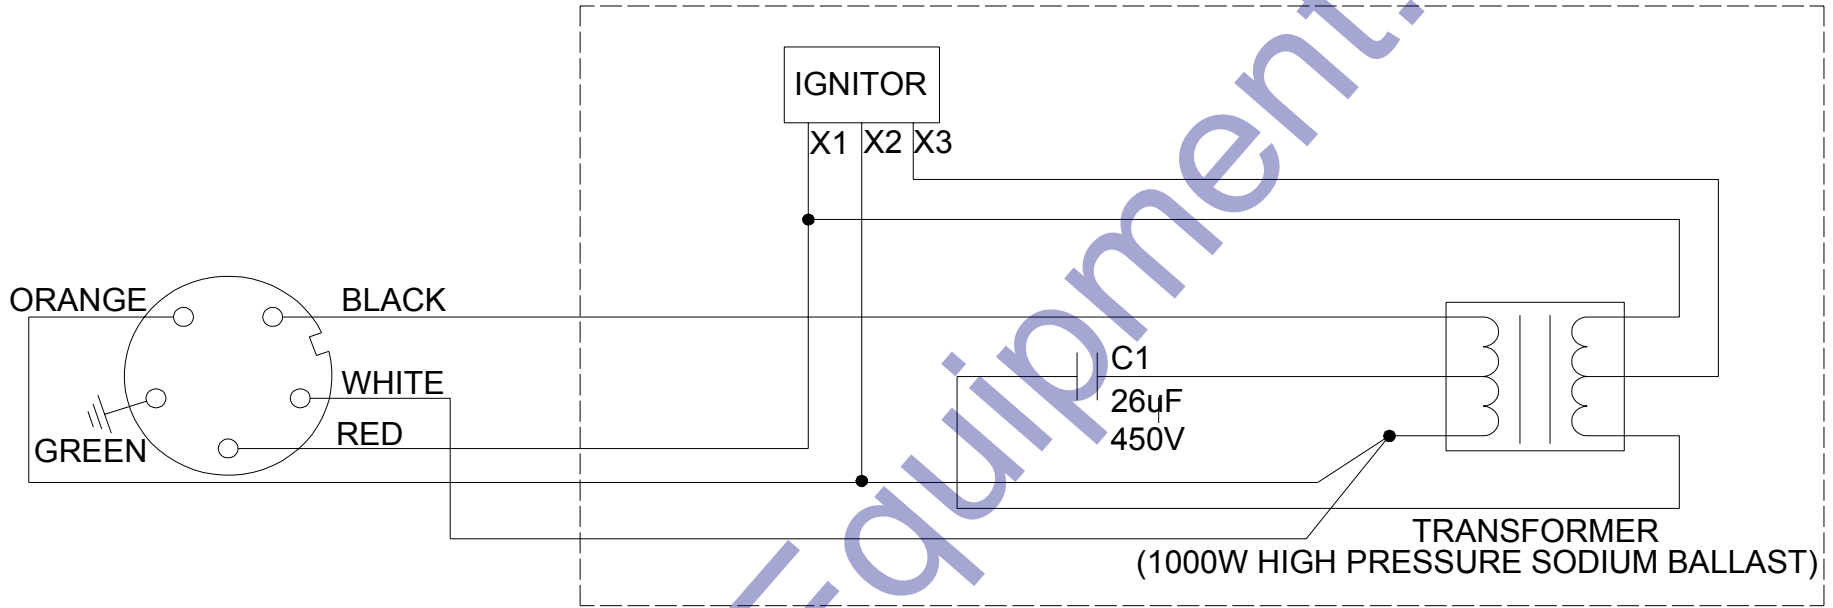 IGNITOR
X1 X2 X3
ORANGE
BLACK
C1
WHITE
26uF
RED
450V
GREEN
TRANSFORMER
(1000W HIGH PRESSURE SODIUM BALLAST)
Equipment.